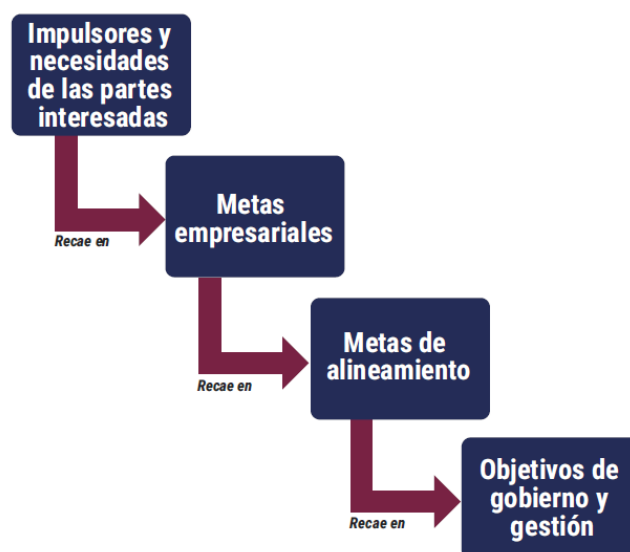 Impulsores y
necesidades
de las partes
interesadas
Recae en
Metas
empresariales
Recae en
Metas de
alineamiento
Recae en
Objetivos de
gobierno y
gestión